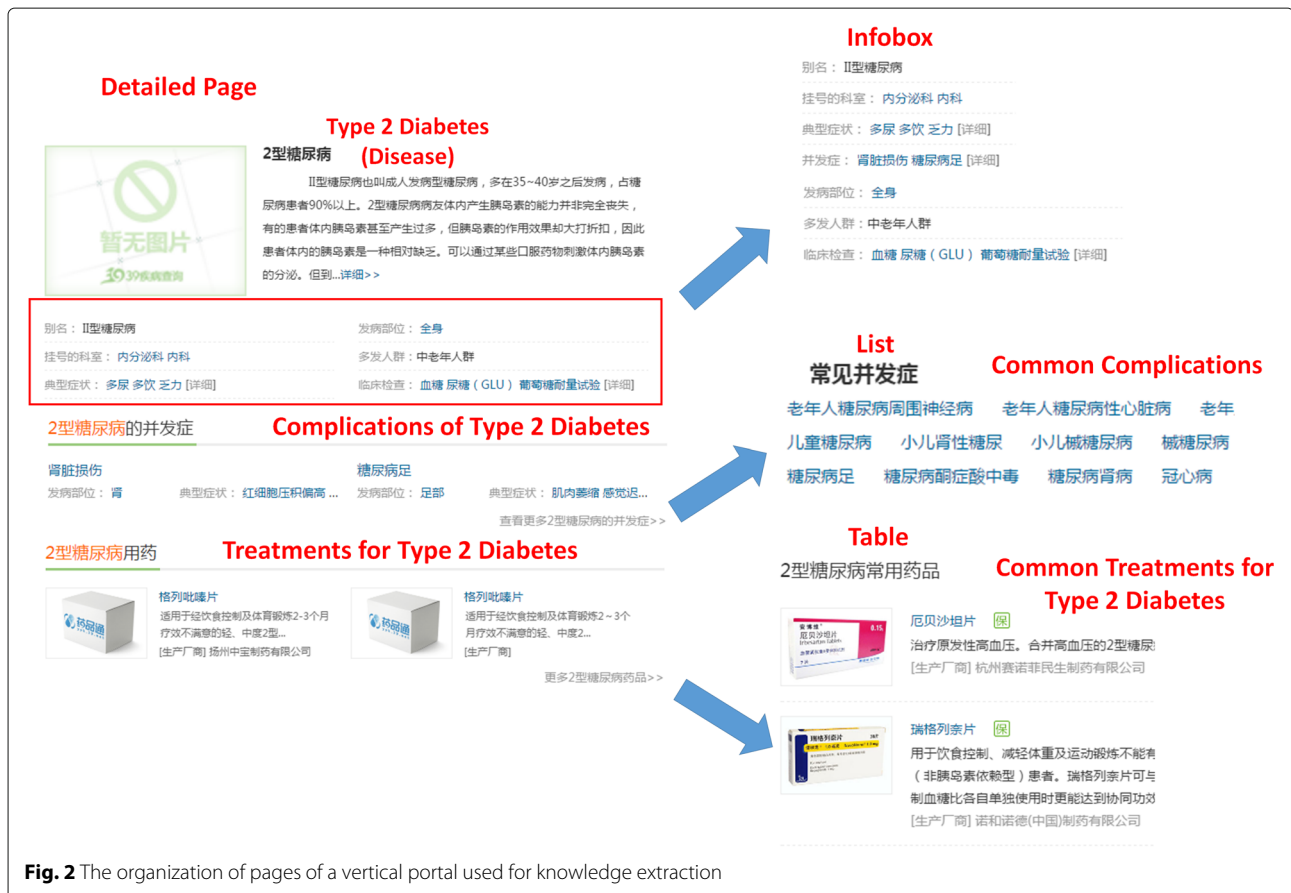 Detailed Page
Type 2 Diabetes
(Disease)
2型糖尿病
II型糖尿病也叫成人发病型糖尿病，多在35~40岁之后发病，占糖
尿病患者90%以上。2型糖尿病病友体内产生胰岛素的能力并非完全丧失，
有的患者体内胰岛素甚至产生过多，但胰岛素的作用效果却大打折扣，因此
患者体内的胰岛素是一种相对缺乏。可以通过某些口服药物刺激体内胰岛素
的分泌。但到...详细>>
暂无图片
39疾病查询
别名： II型糖尿病
发病部位： 全身
挂号的科室： 内分泌科 内科
多发人群：中老年人群
典型症状： 多尿 多饮 乏力 [详细]
临床检查： 血糖 尿糖（GLU） 葡萄糖耐量试验 [详细]
2型糖尿病的并发症
Complications of Type 2 Diabetes
肾脏损伤
糖尿病足
发病部位： 肾
典型症状： 红细胞压积偏高 ...
发病部位： 足部
典型症状： 肌肉萎缩 感觉迟...
查看更多2型糖尿病的并发症>>
2型糖尿病用药
Treatments for Type 2 Diabetes
药品通
格列吡嗪片
适用于经饮食控制及体育锻炼2-3个月
疗效不满意的轻、中度2型...
[生产厂商] 扬州中宝制药有限公司
药品通
格列吡嗪片
适用于经饮食控制及体育锻炼2～3个
月疗效不满意的轻、中度2...
[生产厂商]
更多2型糖尿病药品>>
Infobox
别名： II型糖尿病
挂号的科室： 内分泌科 内科
典型症状： 多尿 多饮 乏力 [详细]
并发症： 肾脏损伤 糖尿病足 [详细]
发病部位： 全身
多发人群：中老年人群
临床检查： 血糖 尿糖（GLU） 葡萄糖耐量试验 [详细]
List
常见并发症
Common Complications
老年人糖尿病周围神经病 老年人糖尿病性心脏病 老年
儿童糖尿病 小儿肾性糖尿 小儿械糖尿病 械糖尿病
糖尿病足 糖尿病酮症酸中毒 糖尿病肾病 冠心病
Table
2型糖尿病常用药品
Common Treatments for
Type 2 Diabetes
厄贝沙坦片
0.1%
厄贝沙坦片 保
治疗原发性高血压。合并高血压的2型糖尿
[生产厂商] 杭州赛诺菲民生制药有限公司
瑞格列奈片
瑞格列奈片 保
用于饮食控制、减轻体重及运动锻炼不能有
（非胰岛素依赖型）患者。瑞格列奈片可与
制血糖比各自单独使用时更能达到协同功效
[生产厂商] 诺和诺德(中国)制药有限公司
Fig. 2 The organization of pages of a vertical portal used for knowledge extraction